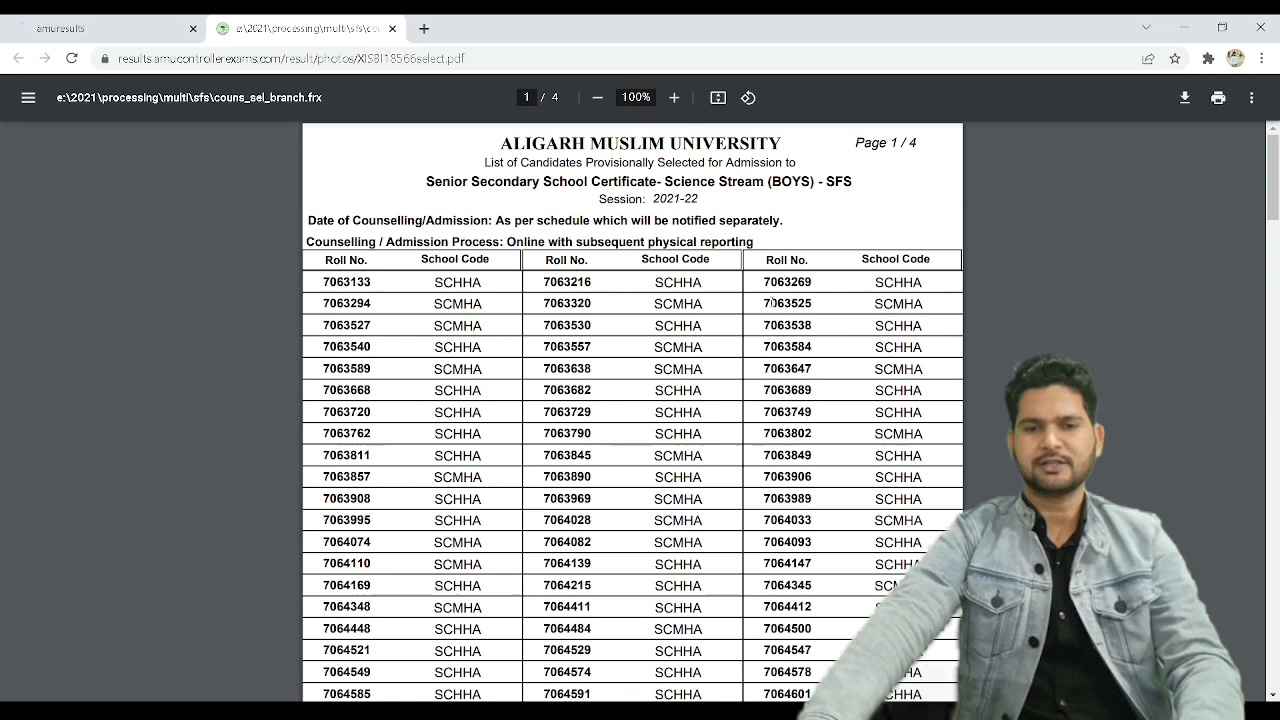 amuresults
e:\2021\processing\multi\sfs\cou
results.amucontrollerexams.com/result/photos/XISBI18566select.pdf
e:\2021\processing\multi\sfs\couns_sel_branch.frx
1 / 4
100%
ALIGARH MUSLIM UNIVERSITY
Page 1 / 4
List of Candidates Provisionally Selected for Admission to
Senior Secondary School Certificate- Science Stream (BOYS) - SFS
Session: 2021-22
Date of Counselling/Admission: As per schedule which will be notified separately.
Counselling / Admission Process: Online with subsequent physical reporting
Roll No. School Code Roll No. School Code Roll No. School Code
7063133 SCHHA 7063216 SCHHA 7063269 SCHHA
7063294 SCMHA 7063320 SCMHA 7063525 SCMHA
7063527 SCMHA 7063530 SCHHA 7063538 SCHHA
7063540 SCHHA 7063557 SCMHA 7063584 SCHHA
7063589 SCMHA 7063638 SCMHA 7063647 SCMHA
7063668 SCHHA 7063682 SCHHA 7063689 SCHHA
7063720 SCHHA 7063729 SCHHA 7063749 SCHHA
7063762 SCHHA 7063790 SCHHA 7063802 SCMHA
7063811 SCHHA 7063845 SCMHA 7063849 SCHHA
7063857 SCMHA 7063890 SCHHA 7063906 SCHHA
7063908 SCHHA 7063969 SCMHA 7063989 SCHHA
7063995 SCHHA 7064028 SCMHA 7064033 SCMHA
7064074 SCMHA 7064082 SCMHA 7064093 SCHHA
7064110 SCMHA 7064139 SCHHA 7064147 SCHHA
7064169 SCHHA 7064215 SCHHA 7064345
7064348 SCMHA 7064411 SCHHA 7064412
7064448 SCHHA 7064484 SCMHA 7064500
7064521 SCHHA 7064529 SCHHA 7064547
7064549 SCHHA 7064574 SCHHA 7064578
7064585 SCHHA 7064591 SCHHA 7064601